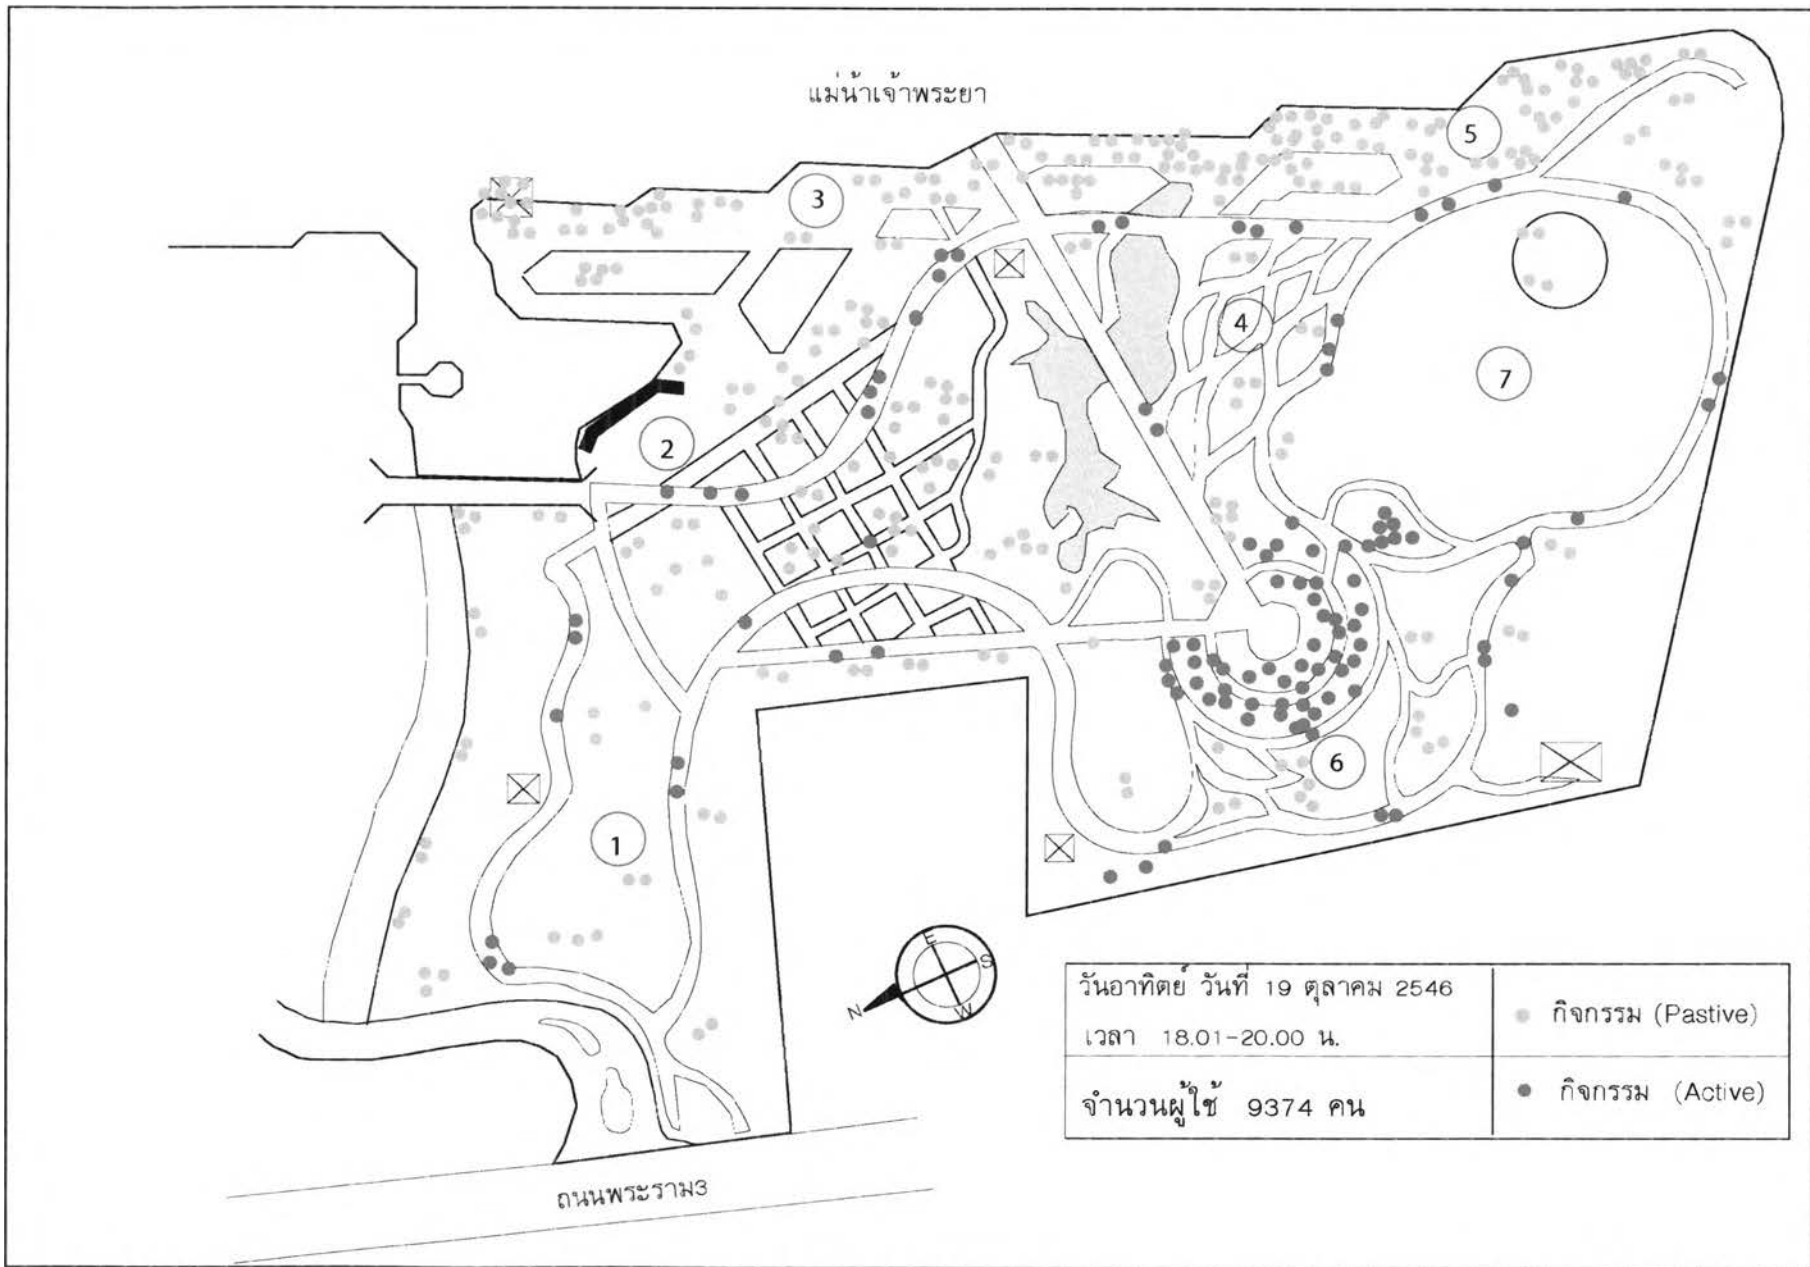 แม่น้ำเจ้าพระยา
5
3
4
7
2
6
1
E
S
N
W
วันอาทิตย์ วันที่ 19 ตุลาคม 2546
เวลา 18.01-20.00 น.
จำนวนผู้ใช้ 9374 คน
กิจกรรม (Pastive)
กิจกรรม (Active)
ถนนพระราม3